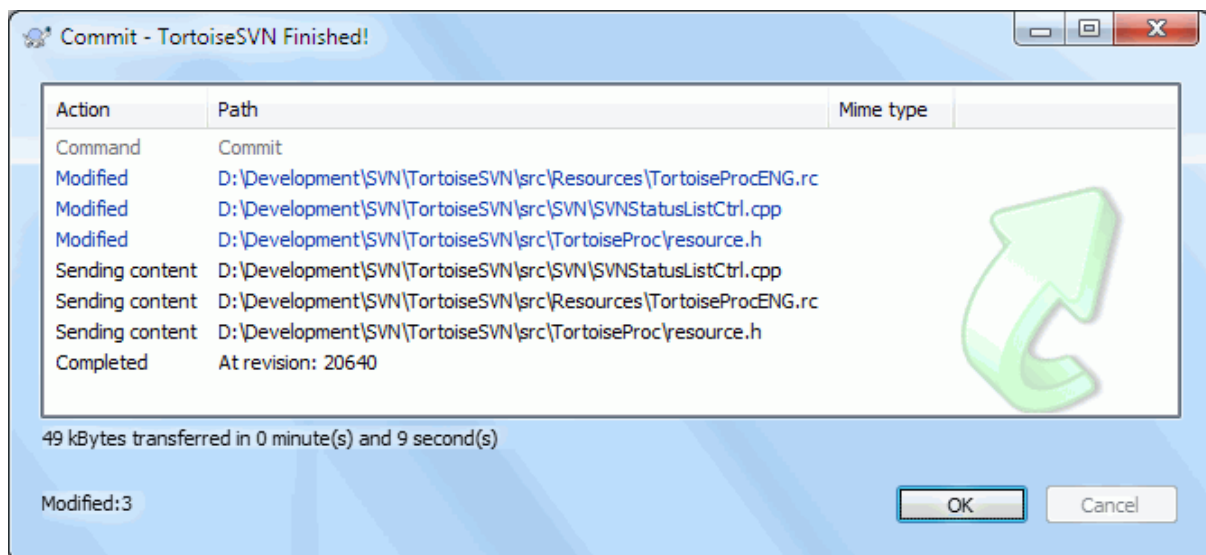 Commit - TortoiseSVN Finished!
Action Path Mime type
Command Commit
Modified D:\Development\SVN\TortoiseSVN\src\Resources\TortoiseProcENG.rc
Modified D:\Development\SVN\TortoiseSVN\src\SVN\SVNStatusListCtrl.cpp
Modified D:\Development\SVN\TortoiseSVN\src\TortoiseProc\resource.h
Sending content D:\Development\SVN\TortoiseSVN\src\SVN\SVNStatusListCtrl.cpp
Sending content D:\Development\SVN\TortoiseSVN\src\Resources\TortoiseProcENG.rc
Sending content D:\Development\SVN\TortoiseSVN\src\TortoiseProc\resource.h
Completed At revision: 20640
49 kBytes transferred in 0 minute(s) and 9 second(s)
Modified:3
OK Cancel